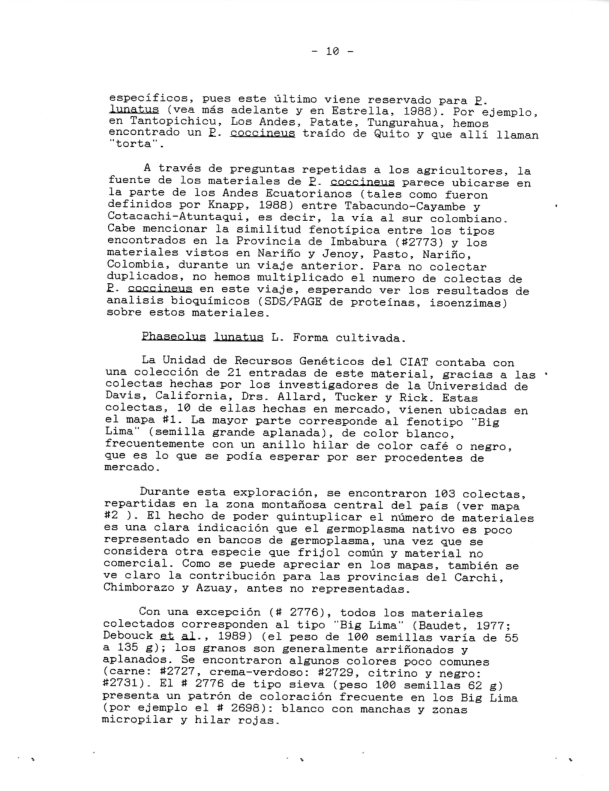 - 10 -
específicos, pues este último viene reservado para P.
lunatus (vea más adelante y en Estrella, 1988). Por ejemplo,
en Tantopichicu, Los Andes, Patate, Tungurahua, hemos
encontrado un P. coccineus traído de Quito y que allí llaman
"torta".
A través de preguntas repetidas a los agricultores, la
fuente de los materiales de P. coccineus parece ubicarse en
la parte de los Andes Ecuatorianos (tales como fueron
definidos por Knapp, 1988) entre Tabacundo-Cayambe y
Cotacachi-Atuntaqui, es decir, la vía al sur colombiano.
Cabe mencionar la similitud fenotípica entre los tipos
encontrados en la Provincia de Imbabura (#2773) y los
materiales vistos en Nariño y Jenoy, Pasto, Nariño,
Colombia, durante un viaje anterior. Para no colectar
duplicados, no hemos multiplicado el numero de colectas de
P. coccineus en este viaje, esperando ver los resultados de
analisis bioquímicos (SDS/PAGE de proteínas, isoenzimas)
sobre estos materiales.
Phaseolus lunatus L. Forma cultivada.
La Unidad de Recursos Genéticos del CIAT contaba con
una colección de 21 entradas de este material, gracias a las
colectas hechas por los investigadores de la Universidad de
Davis, California, Drs. Allard, Tucker y Rick. Estas
colectas, 10 de ellas hechas en mercado, vienen ubicadas en
el mapa #1. La mayor parte corresponde al fenotipo "Big
Lima" (semilla grande aplanada), de color blanco,
frecuentemente con un anillo hilar de color café o negro,
que es lo que se podía esperar por ser procedentes de
mercado.
Durante esta exploración, se encontraron 103 colectas,
repartidas en la zona montañosa central del país (ver mapa
#2 ). El hecho de poder quintuplicar el número de materiales
es una clara indicación que el germoplasma nativo es poco
representado en bancos de germoplasma, una vez que se
considera otra especie que frijol común y material no
comercial. Como se puede apreciar en los mapas, también se
ve claro la contribución para las provincias del Carchi,
Chimborazo y Azuay, antes no representadas.
Con una excepción (# 2776), todos los materiales
colectados corresponden al tipo "Big Lima" (Baudet, 1977;
Debouck et al., 1989) (el peso de 100 semillas varía de 55
a 135 g); los granos son generalmente arriñonados y
aplanados. Se encontraron algunos colores poco comunes
(carne: #2727, crema-verdoso: #2729, citrino y negro:
#2731). El # 2776 de tipo sieva (peso 100 semillas 62 g)
presenta un patrón de coloración frecuente en los Big Lima
(por ejemplo el # 2698): blanco con manchas y zonas
micropilar y hilar rojas.